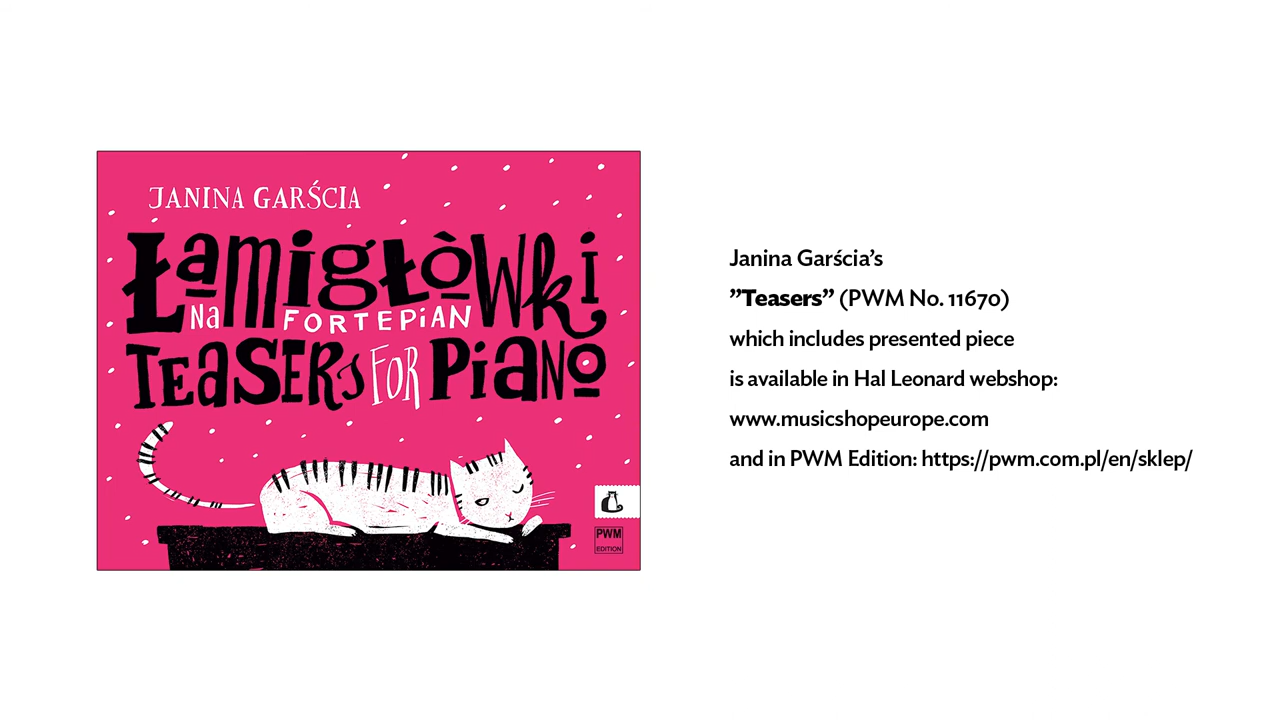 JANINA GARŚCIA
Łamigłòwki
Na FORTEPiAN
TEaSERs FOR PiaNo
PWM
EDITION
Janina Garścia’s
”Teasers” (PWM No. 11670)
which includes presented piece
is available in Hal Leonard webshop:
www.musicshopeurope.com
and in PWM Edition: https://pwm.com.pl/en/sklep/